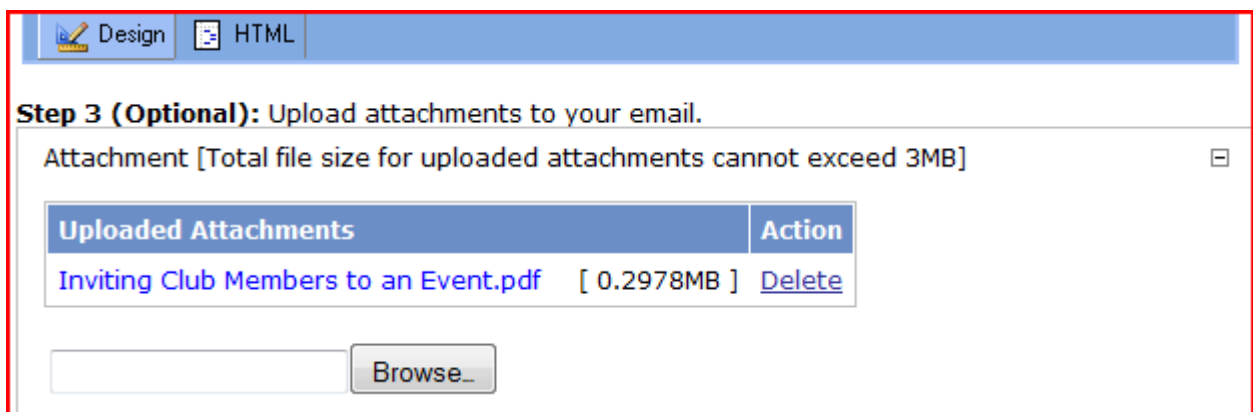 Design HTML
Step 3 (Optional): Upload attachments to your email.
Attachment [Total file size for uploaded attachments cannot exceed 3MB]
Uploaded Attachments Action
Inviting Club Members to an Event.pdf [ 0.2978MB ] Delete
Browse...